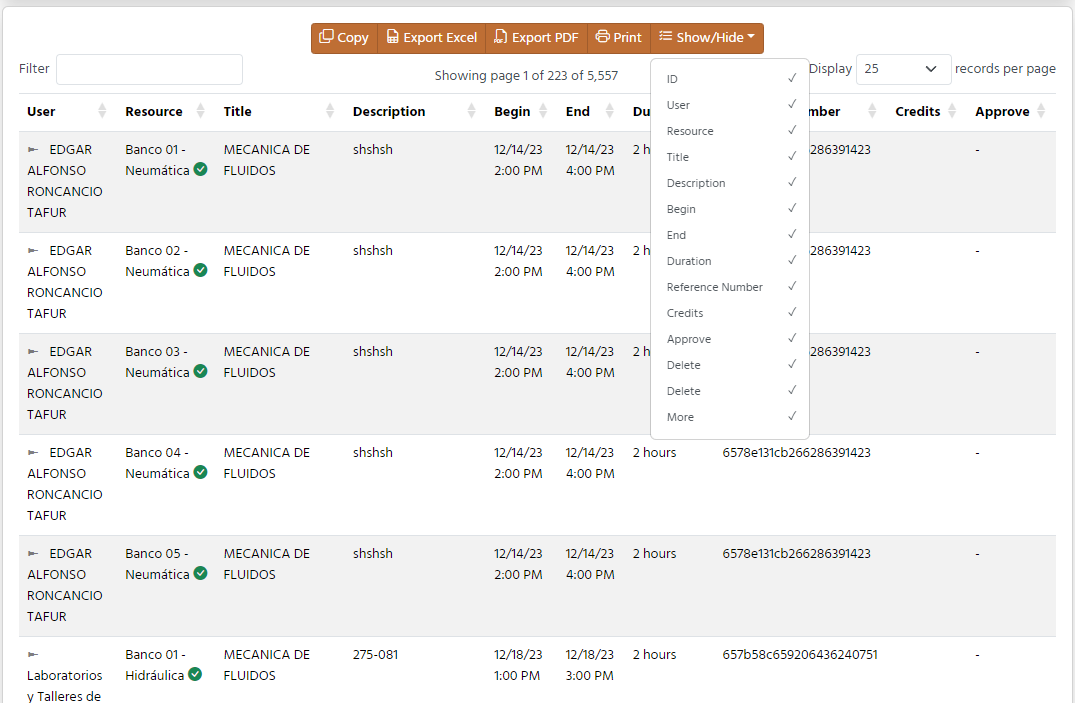 Copy Export Excel Export PDF Print Show/Hide
Filter
Showing page 1 of 223 of 5,557
Display 25 records per page
User Resource Title Description Begin End Du mber Credits Approve
ID ✓
User ✓
Resource ✓
Title ✓
Description ✓
Begin ✓
End ✓
Duration ✓
Reference Number ✓
Credits ✓
Approve ✓
Delete ✓
Delete ✓
More ✓
EDGAR Banco 01 - MECANICA DE shshsh 12/14/23 12/14/23 2 h 286391423 -
ALFONSO Neumática FLUIDOS 2:00 PM 4:00 PM
RONCANCIO
TAFUR
EDGAR Banco 02 - MECANICA DE shshsh 12/14/23 12/14/23 2 h 286391423 -
ALFONSO Neumática FLUIDOS 2:00 PM 4:00 PM
RONCANCIO
TAFUR
EDGAR Banco 03 - MECANICA DE shshsh 12/14/23 12/14/23 2 h 286391423 -
ALFONSO Neumática FLUIDOS 2:00 PM 4:00 PM
RONCANCIO
TAFUR
EDGAR Banco 04 - MECANICA DE shshsh 12/14/23 12/14/23 2 hours 6578e131cb266286391423 -
ALFONSO Neumática FLUIDOS 2:00 PM 4:00 PM
RONCANCIO
TAFUR
EDGAR Banco 05 - MECANICA DE shshsh 12/14/23 12/14/23 2 hours 6578e131cb266286391423 -
ALFONSO Neumática FLUIDOS 2:00 PM 4:00 PM
RONCANCIO
TAFUR
Banco 01 - MECANICA DE 275-081 12/18/23 12/18/23 2 hours 657b58c659206436240751 -
Laboratorios Hidráulica FLUIDOS 1:00 PM 3:00 PM
y Talleres de